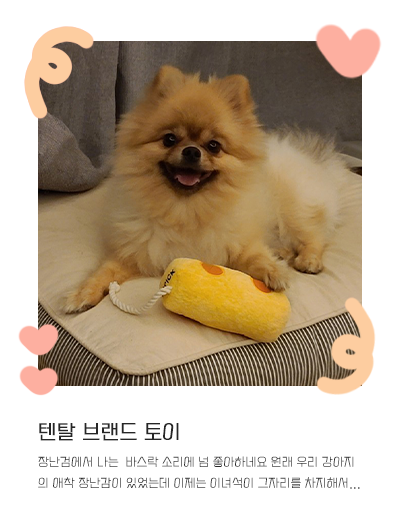 텐탈 브랜드 토이
장난검에서 나는 바스락 소리에 넘 좋아하네요 원래 우리 강아지
의 애착 장난감이 있었는데 이제는 이녀석이 그자리를 차지해서...